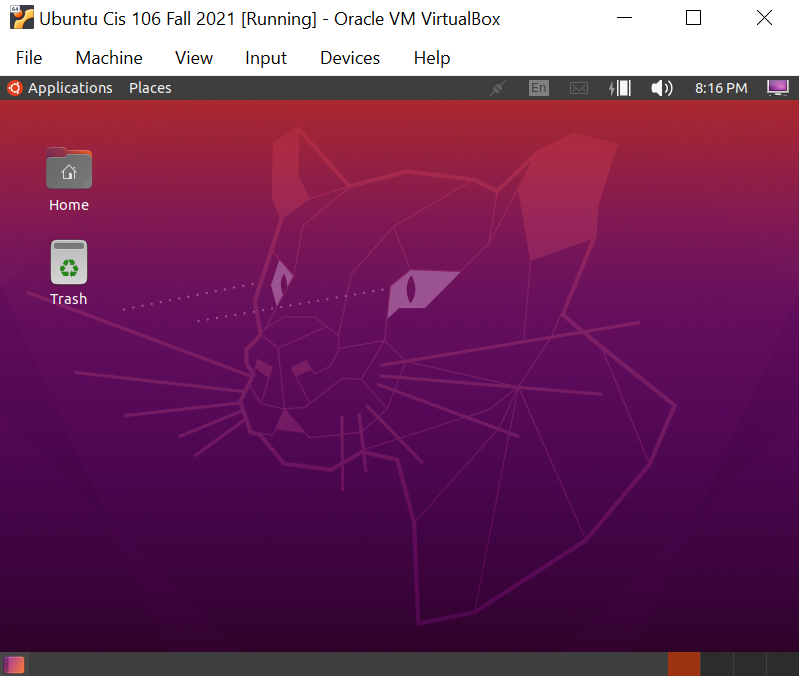 Ubuntu Cis 106 Fall 2021 [Running] - Oracle VM VirtualBox
File Machine View Input Devices Help
Applications Places En 8:16 PM
Home
Trash